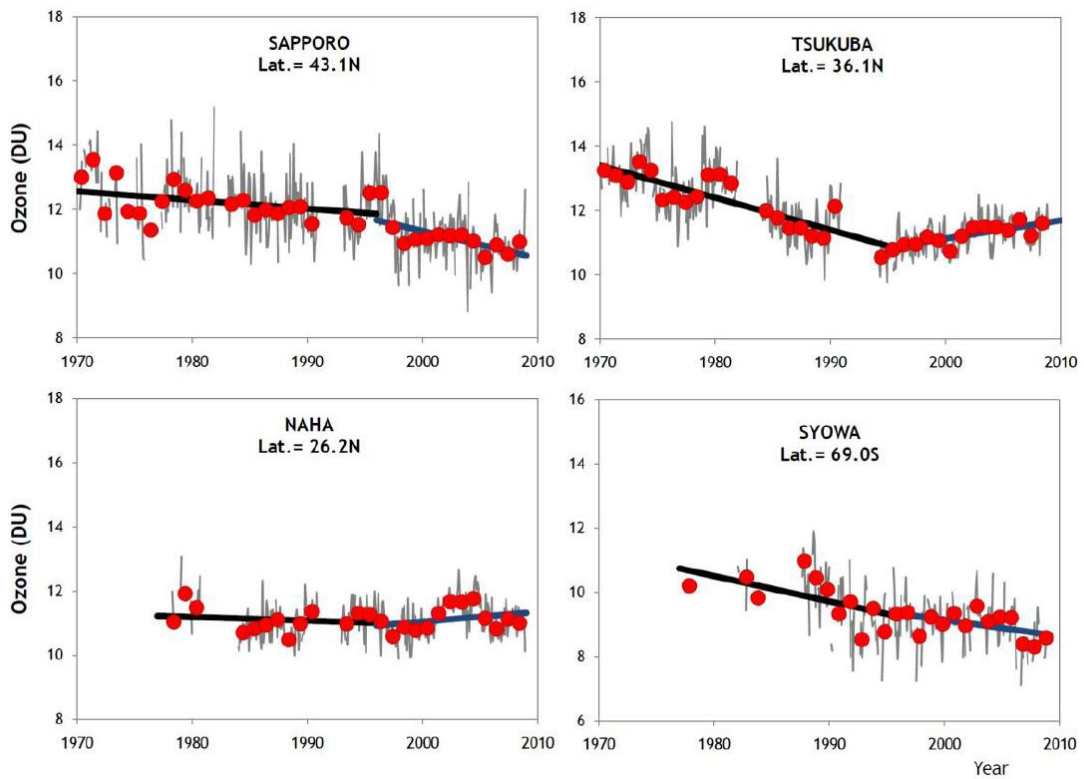 SAPPORO
Lat.= 43.1N
Ozone (DU)
18
16
14
12
10
8
1970 1980 1990 2000 2010
TSUKUBA
Lat.= 36.1N
18
16
14
12
10
8
1970 1980 1990 2000 2010
NAHA
Lat.= 26.2N
Ozone (DU)
18
16
14
12
10
8
1970 1980 1990 2000 2010
SYOWA
Lat.= 69.0S
16
14
12
10
8
6
1970 1980 1990 2000 2010
Year